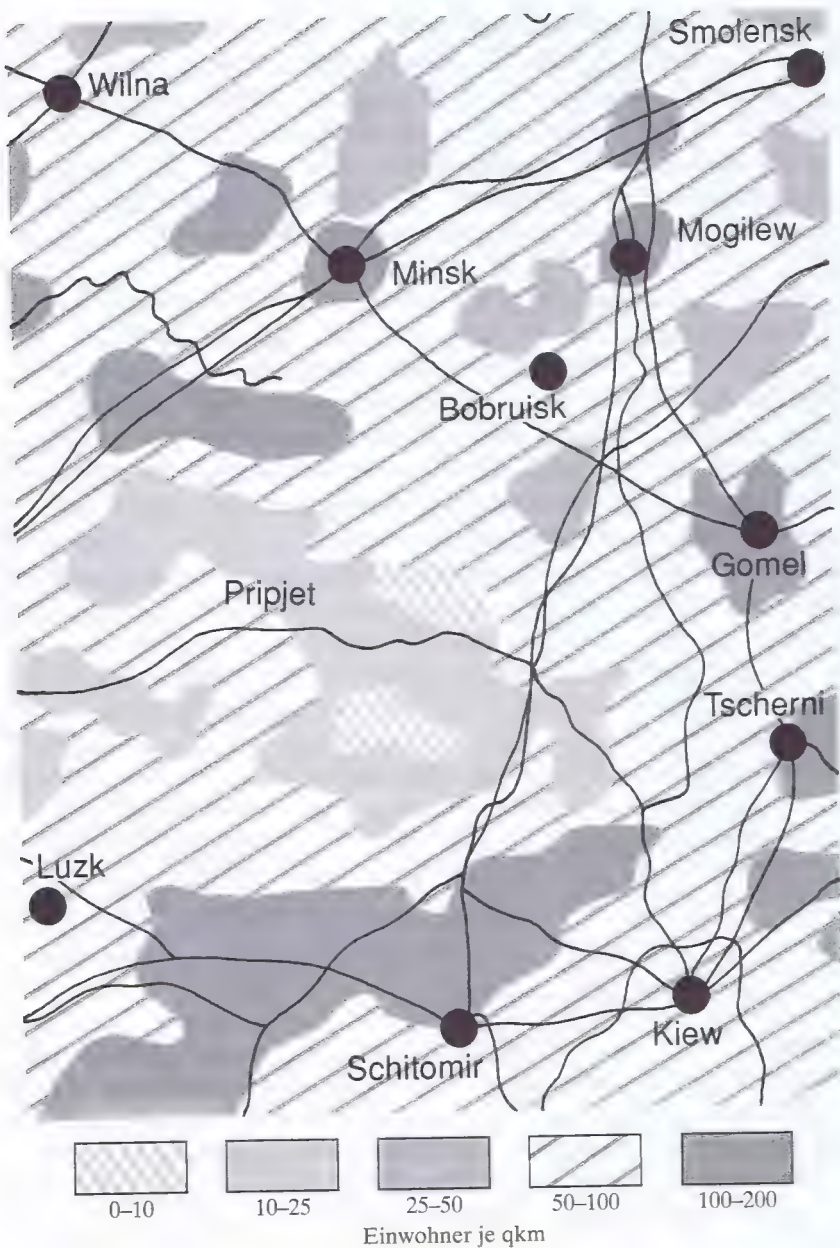 Smolensk
Wilna
Mogilew
Minsk
Bobruisk
Gomel
Pripjet
Tscherni
Luzk
Kiew
Schitomir
0–10
10–25
25–50
50–100
100–200
Einwohner je qkm